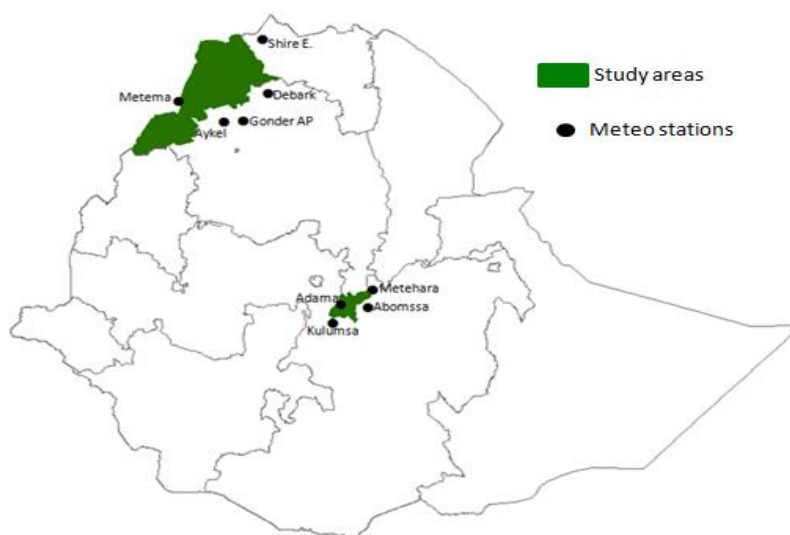 Shire E.
Study areas
Debark
Metema
Gonder AP
Aykel
Meteo stations
Metehara
Adama
Abomssa
Kulumsa